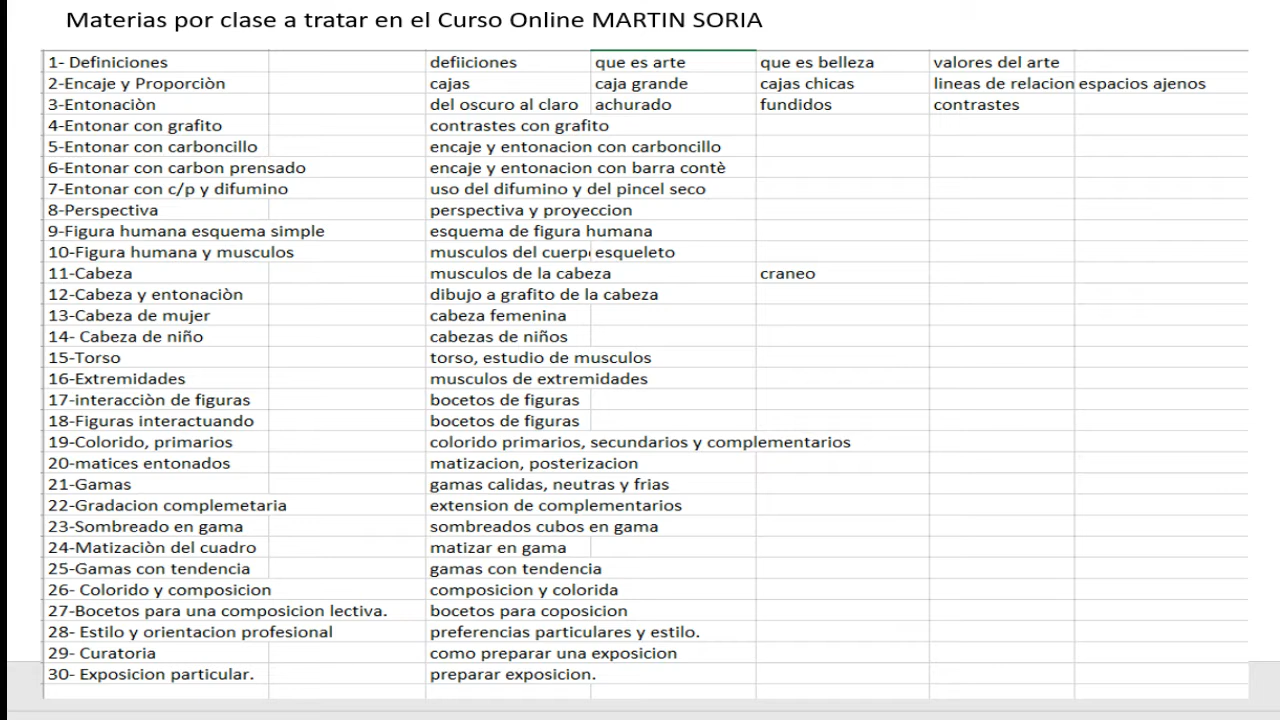 Materias por clase a tratar en el Curso Online MARTIN SORIA
1- Definiciones defiiciones que es arte que es belleza valores del arte
2-Encaje y Proporciòn cajas caja grande cajas chicas lineas de relacion espacios ajenos
3-Entonaciòn del oscuro al claro achurado fundidos contrastes
4-Entonar con grafito contrastes con grafito
5-Entonar con carboncillo encaje y entonacion con carboncillo
6-Entonar con carbon prensado encaje y entonacion con barra contè
7-Entonar con c/p y difumino uso del difumino y del pincel seco
8-Perspectiva perspectiva y proyeccion
9-Figura humana esquema simple esquema de figura humana
10-Figura humana y musculos musculos del cuerp esqueleto
11-Cabeza musculos de la cabeza craneo
12-Cabeza y entonaciòn dibujo a grafito de la cabeza
13-Cabeza de mujer cabeza femenina
14- Cabeza de niño cabezas de niños
15-Torso torso, estudio de musculos
16-Extremidades musculos de extremidades
17-interacciòn de figuras bocetos de figuras
18-Figuras interactuando bocetos de figuras
19-Colorido, primarios colorido primarios, secundarios y complementarios
20-matices entonados matizacion, posterizacion
21-Gamas gamas calidas, neutras y frias
22-Gradacion complemetaria extension de complementarios
23-Sombreado en gama sombreados cubos en gama
24-Matizaciòn del cuadro matizar en gama
25-Gamas con tendencia gamas con tendencia
26- Colorido y composicion composicion y colorida
27-Bocetos para una composicion lectiva. bocetos para coposicion
28- Estilo y orientacion profesional preferencias particulares y estilo.
29- Curatoria como preparar una exposicion
30- Exposicion particular. preparar exposicion.